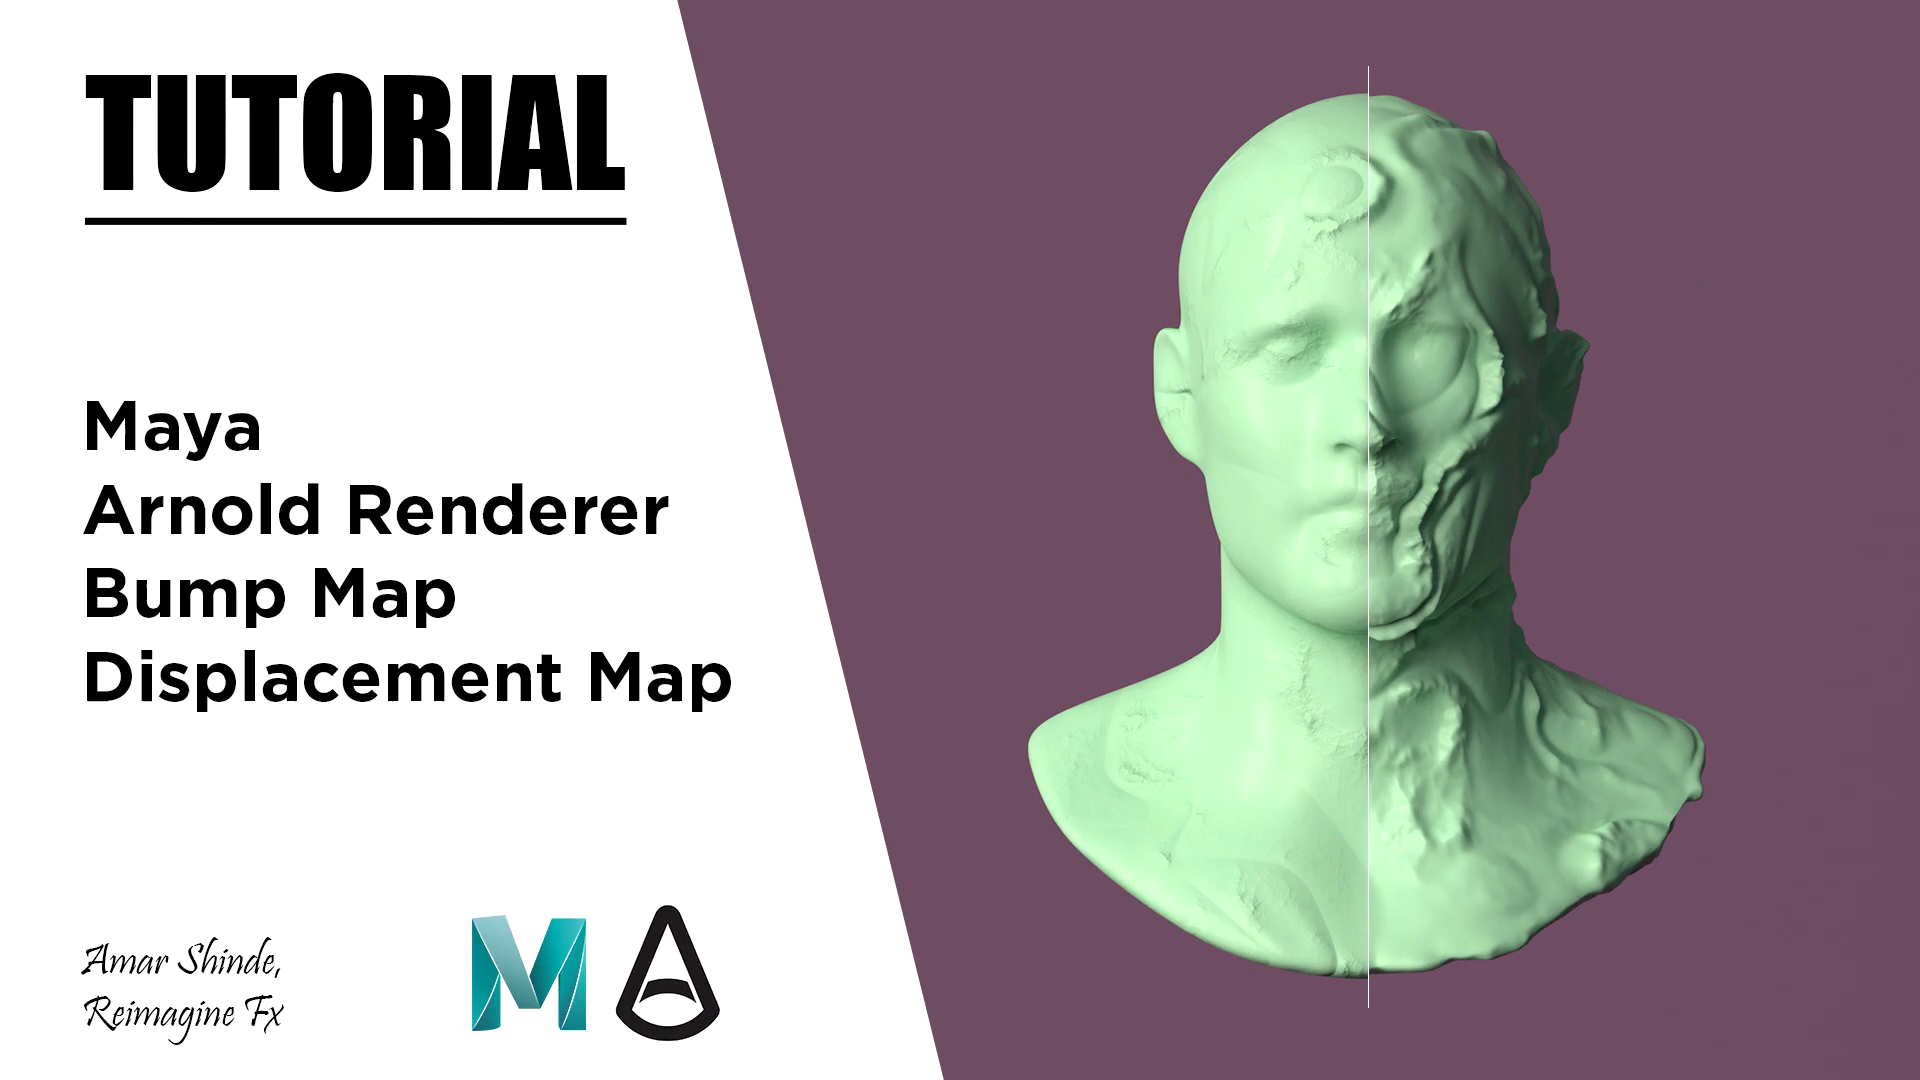 TUTORIAL
Maya
Arnold Renderer
Bump Map
Displacement Map
Amar Shinde,
Reimagine Fx